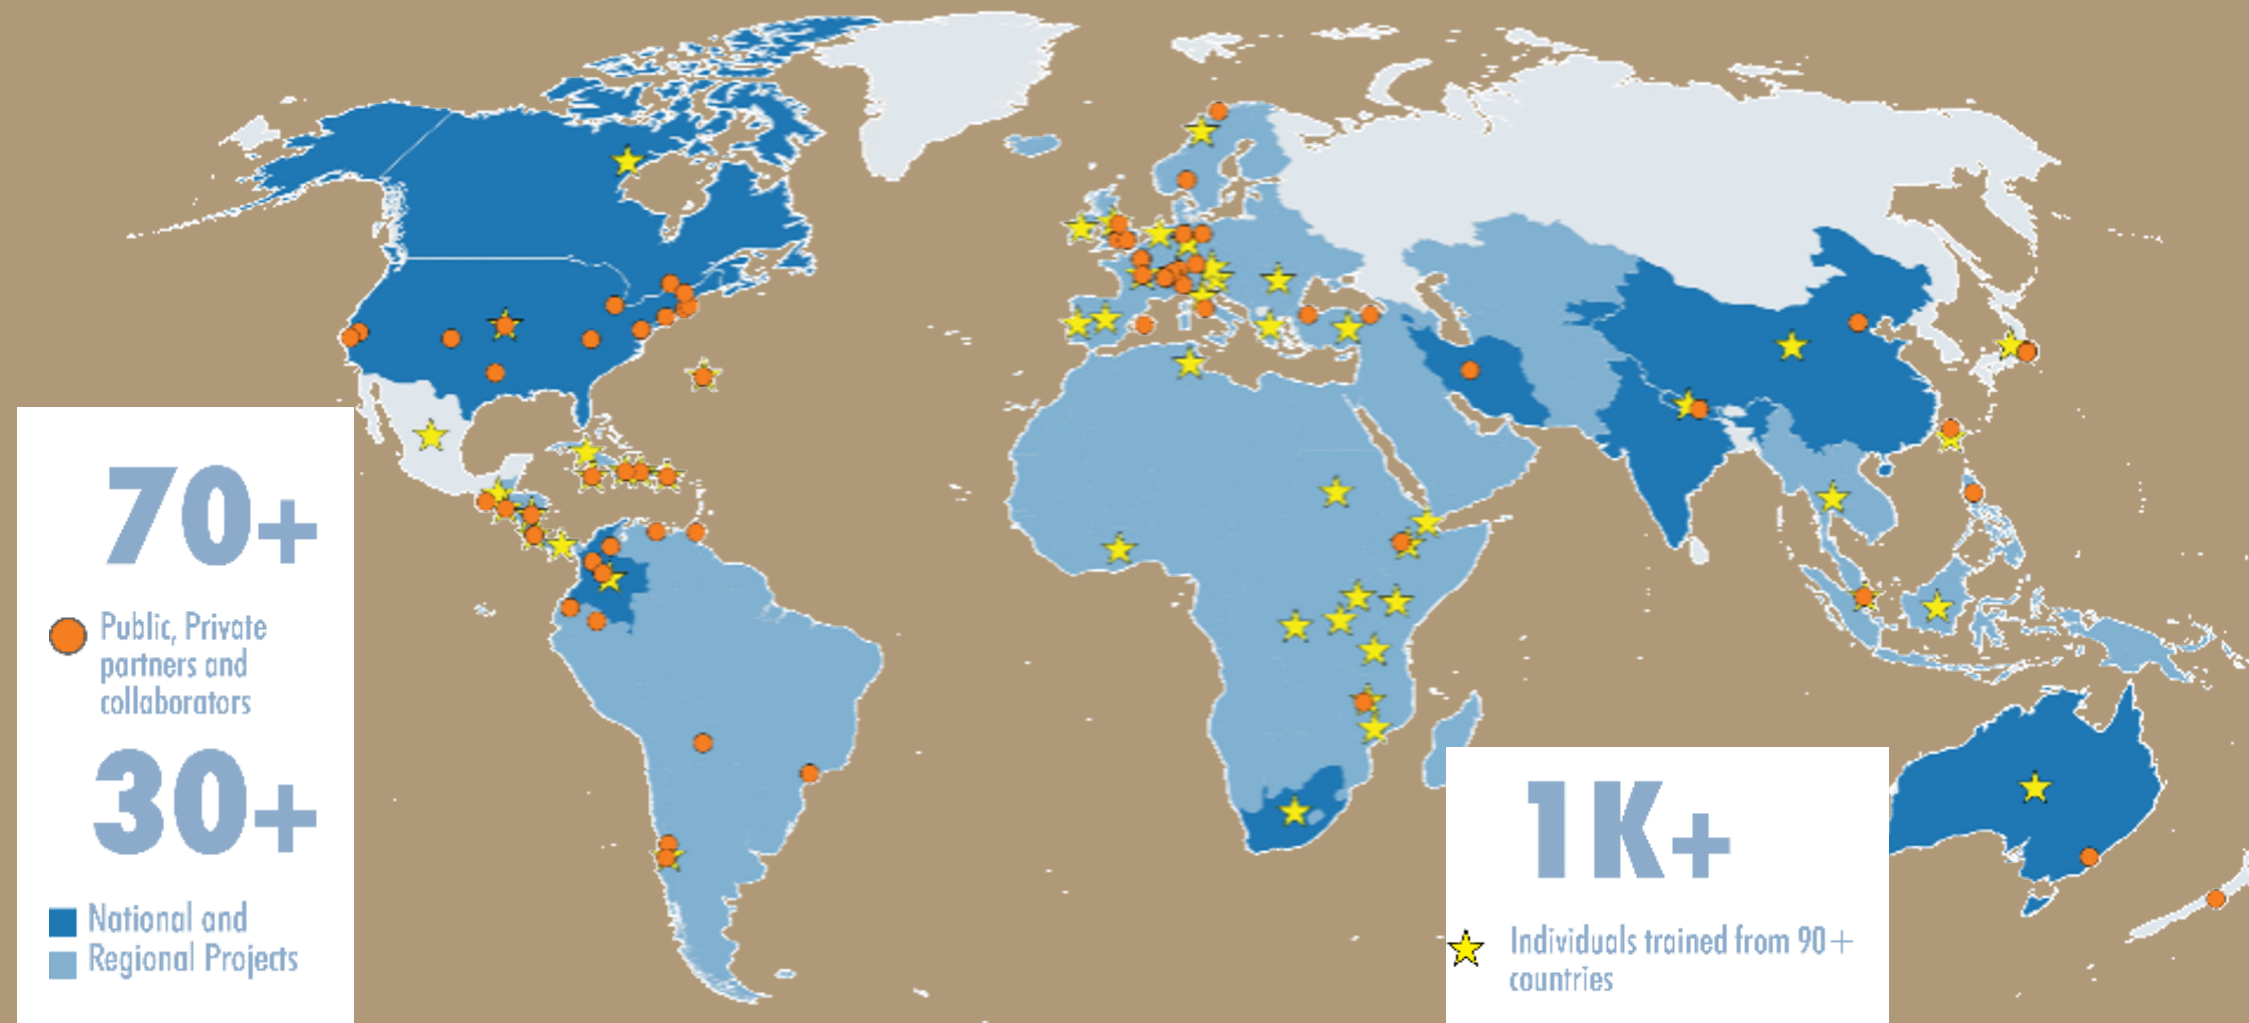 70+
Public, Private
partners and
collaborators
30+
National and
Regional Projects
1K+
Individuals trained from 90+
countries